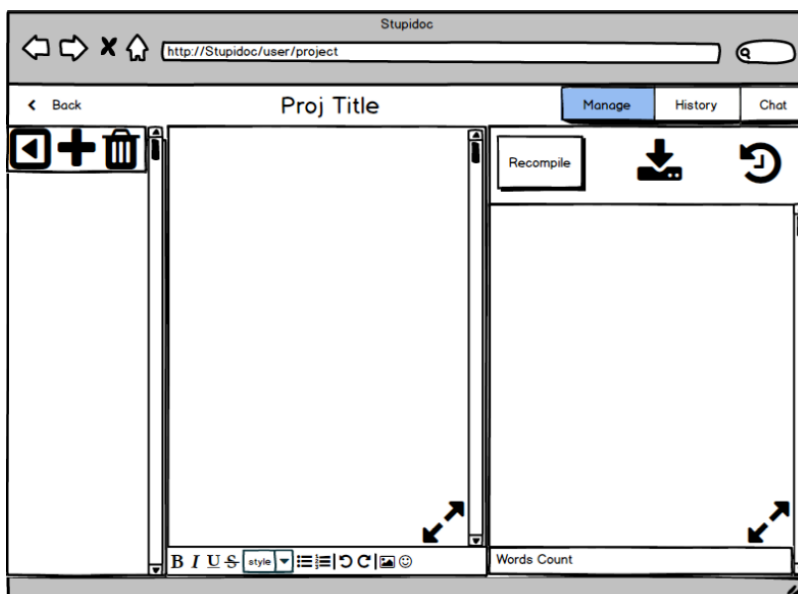 Stupidoc
http://Stupidoc/user/project
Back
Proj Title
Manage
History
Chat
Recompile
B I U S style
Words Count